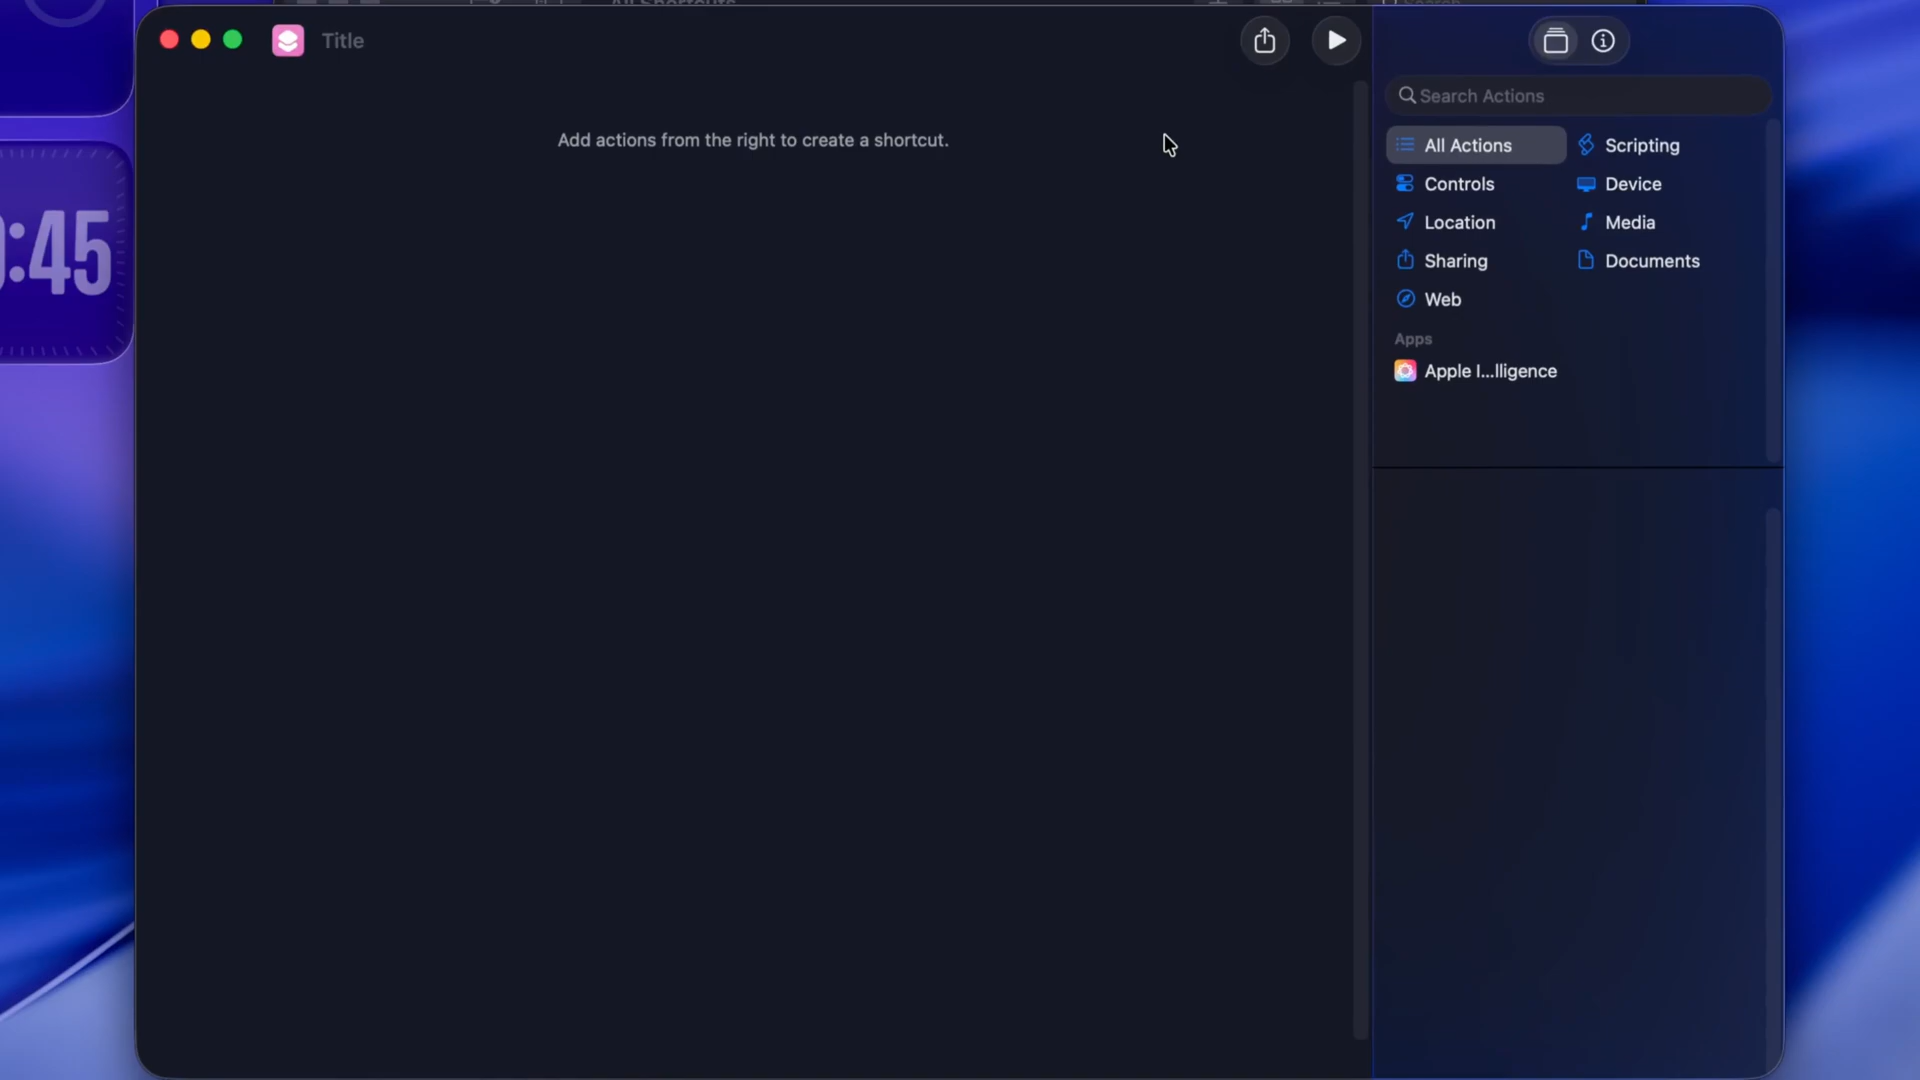 Title
Add actions from the right to create a shortcut.
Search Actions
All Actions
Scripting
Controls
Device
Location
Media
Sharing
Documents
Web
Apps
Apple I...lligence
:45